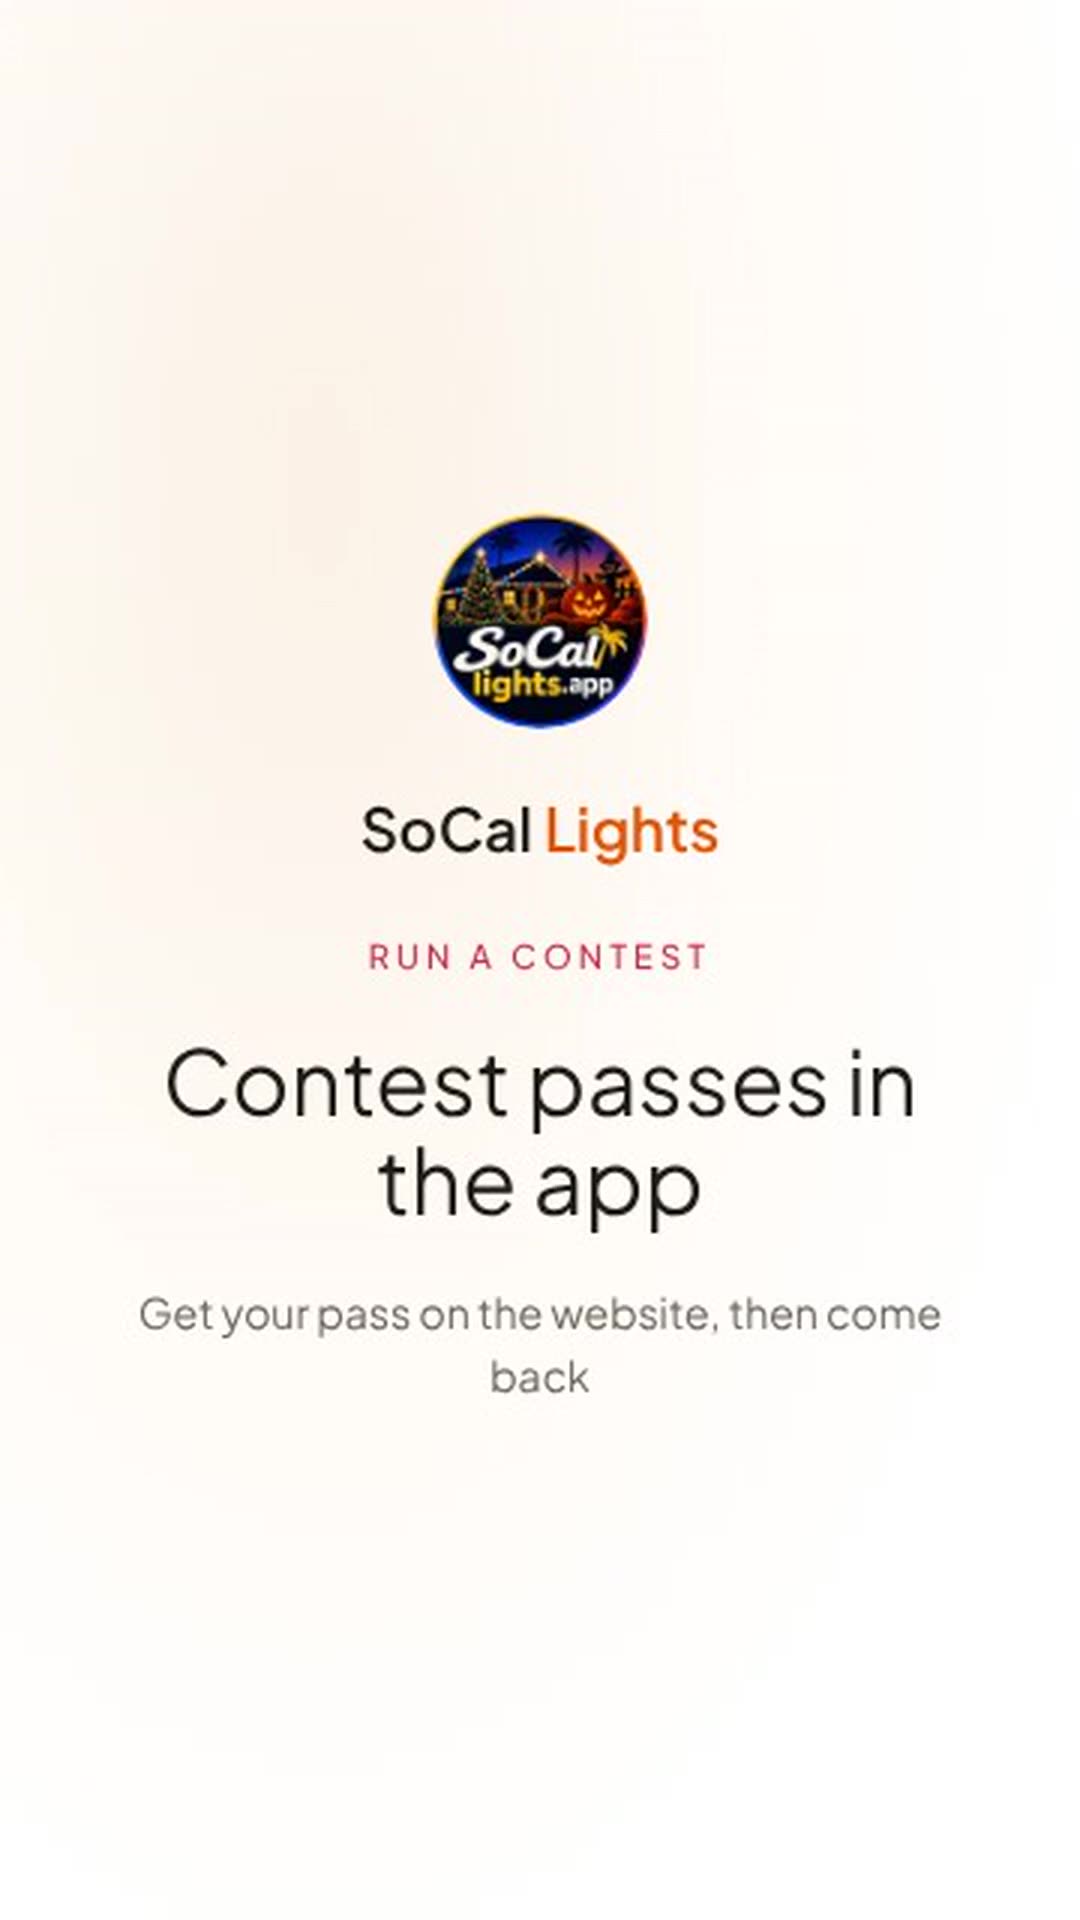 SoCal
lights.app
SoCal Lights
RUN A CONTEST
Contest passes in
the app
Get your pass on the website, then come
back